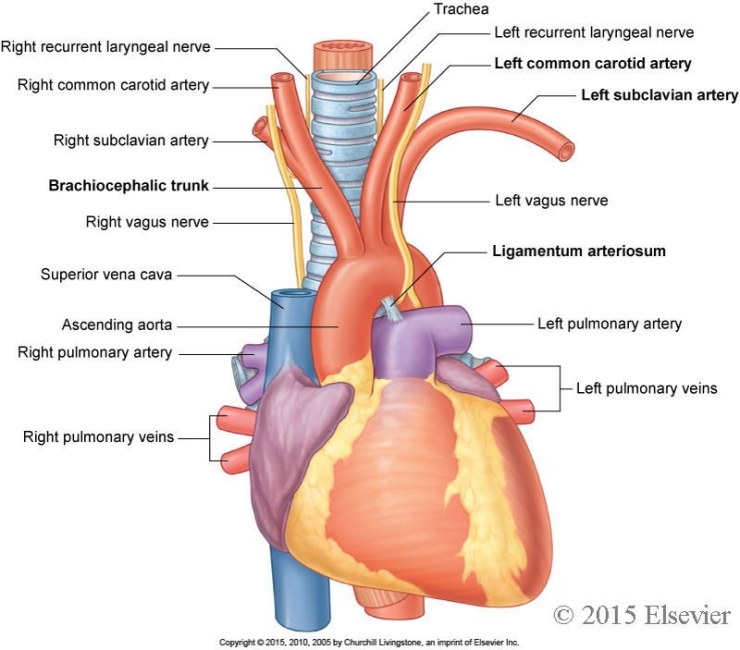 Trachea
Left recurrent laryngeal nerve
Right recurrent laryngeal nerve
Left common carotid artery
Right common carotid artery
Left subclavian artery
Right subclavian artery
Brachiocephalic trunk
Left vagus nerve
Right vagus nerve
Ligamentum arteriosum
Superior vena cava
Ascending aorta
Left pulmonary artery
Right pulmonary artery
Left pulmonary veins
Right pulmonary veins
© 2015 Elsevier
Copyright © 2015, 2010, 2005 by Churchill Livingstone, an imprint of Elsevier Inc.